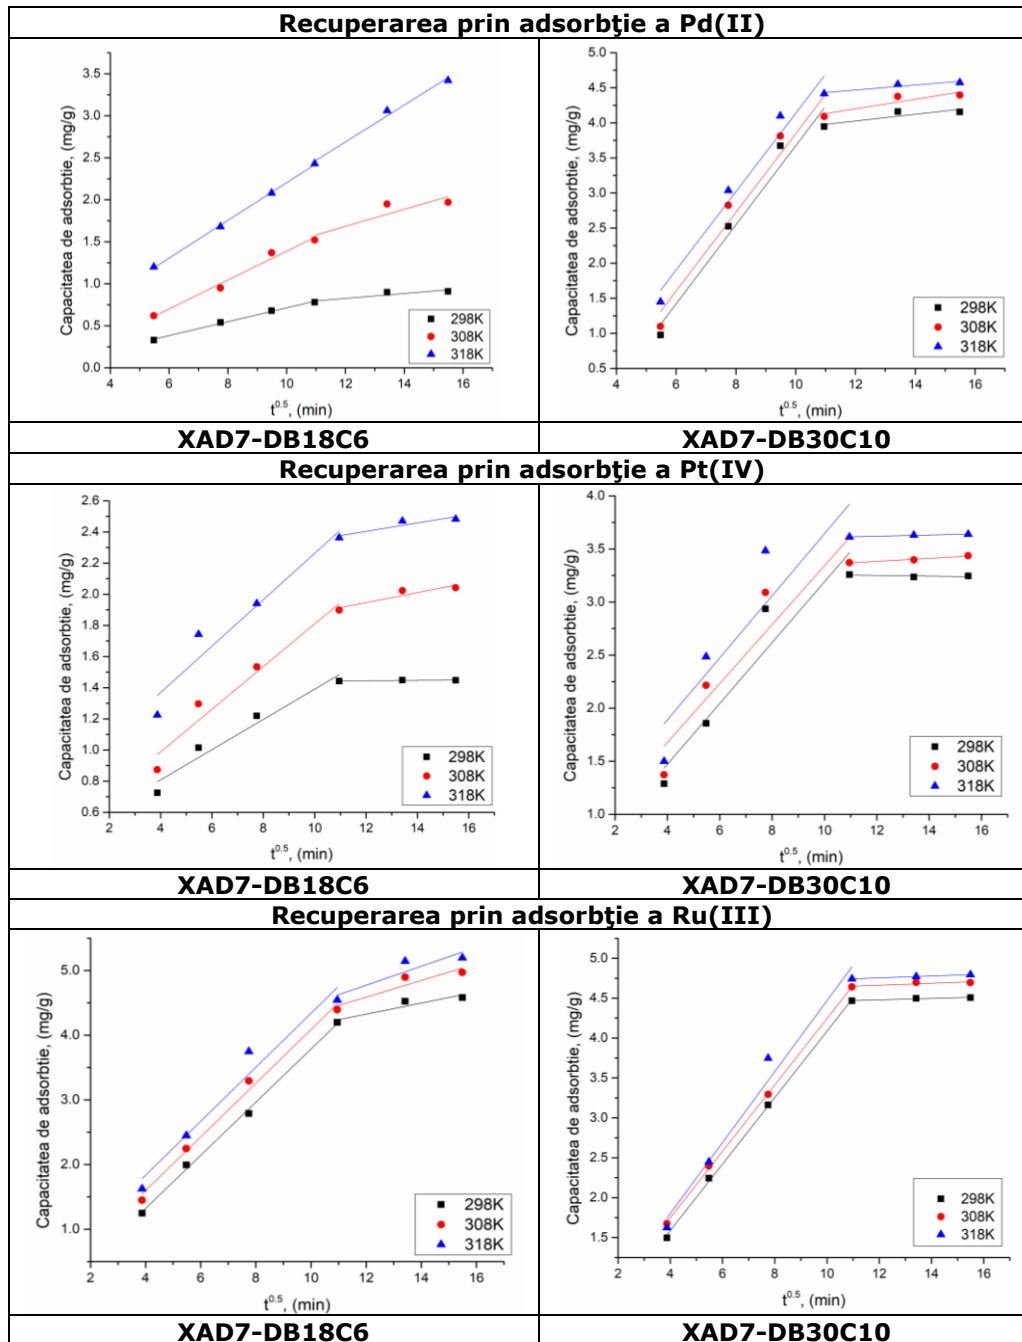 Recuperarea prin adsorbţie a Pd(II)
Capacitatea de adsorbtie, (mg/g)
3.5
3.0
2.5
2.0
1.5
1.0
0.5
0.0
4 6 8 10 12 14 16
t^0.5, (min)
298K
308K
318K
Capacitatea de adsorbtie, (mg/g)
5.0
4.5
4.0
3.5
3.0
2.5
2.0
1.5
1.0
0.5
4 6 8 10 12 14 16
t^0.5, (min)
298K
308K
318K
XAD7-DB18C6 XAD7-DB30C10
Recuperarea prin adsorbţie a Pt(IV)
Capacitatea de adsorbtie, (mg/g)
2.6
2.4
2.2
2.0
1.8
1.6
1.4
1.2
1.0
0.8
0.6
2 4 6 8 10 12 14 16
t^0.5, (min)
298K
308K
318K
Capacitatea de adsorbtie, (mg/g)
4.0
3.5
3.0
2.5
2.0
1.5
1.0
2 4 6 8 10 12 14 16
t^0.5, (min)
298K
308K
318K
XAD7-DB18C6 XAD7-DB30C10
Recuperarea prin adsorbţie a Ru(III)
Capacitatea de adsorbtie, (mg/g)
5.0
4.0
3.0
2.0
1.0
2 4 6 8 10 12 14 16
t^0.5, (min)
298K
308K
318K
Capacitatea de adsorbtie, (mg/g)
5.0
4.5
4.0
3.5
3.0
2.5
2.0
1.5
2 4 6 8 10 12 14 16
t^0.5, (min)
298K
308K
318K
XAD7-DB18C6 XAD7-DB30C10